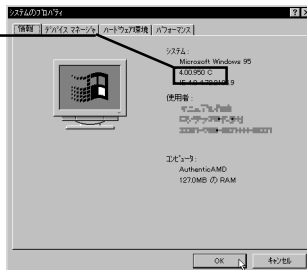 システムのプロパティ
情報 デバイス マネージャ ハードウェア環境 パフォーマンス
システム:
Microsoft Windows 95
4.00.950 C
使用者:
コンピュータ:
AuthenticAMD
127.0MB の RAM
OK キャンセル